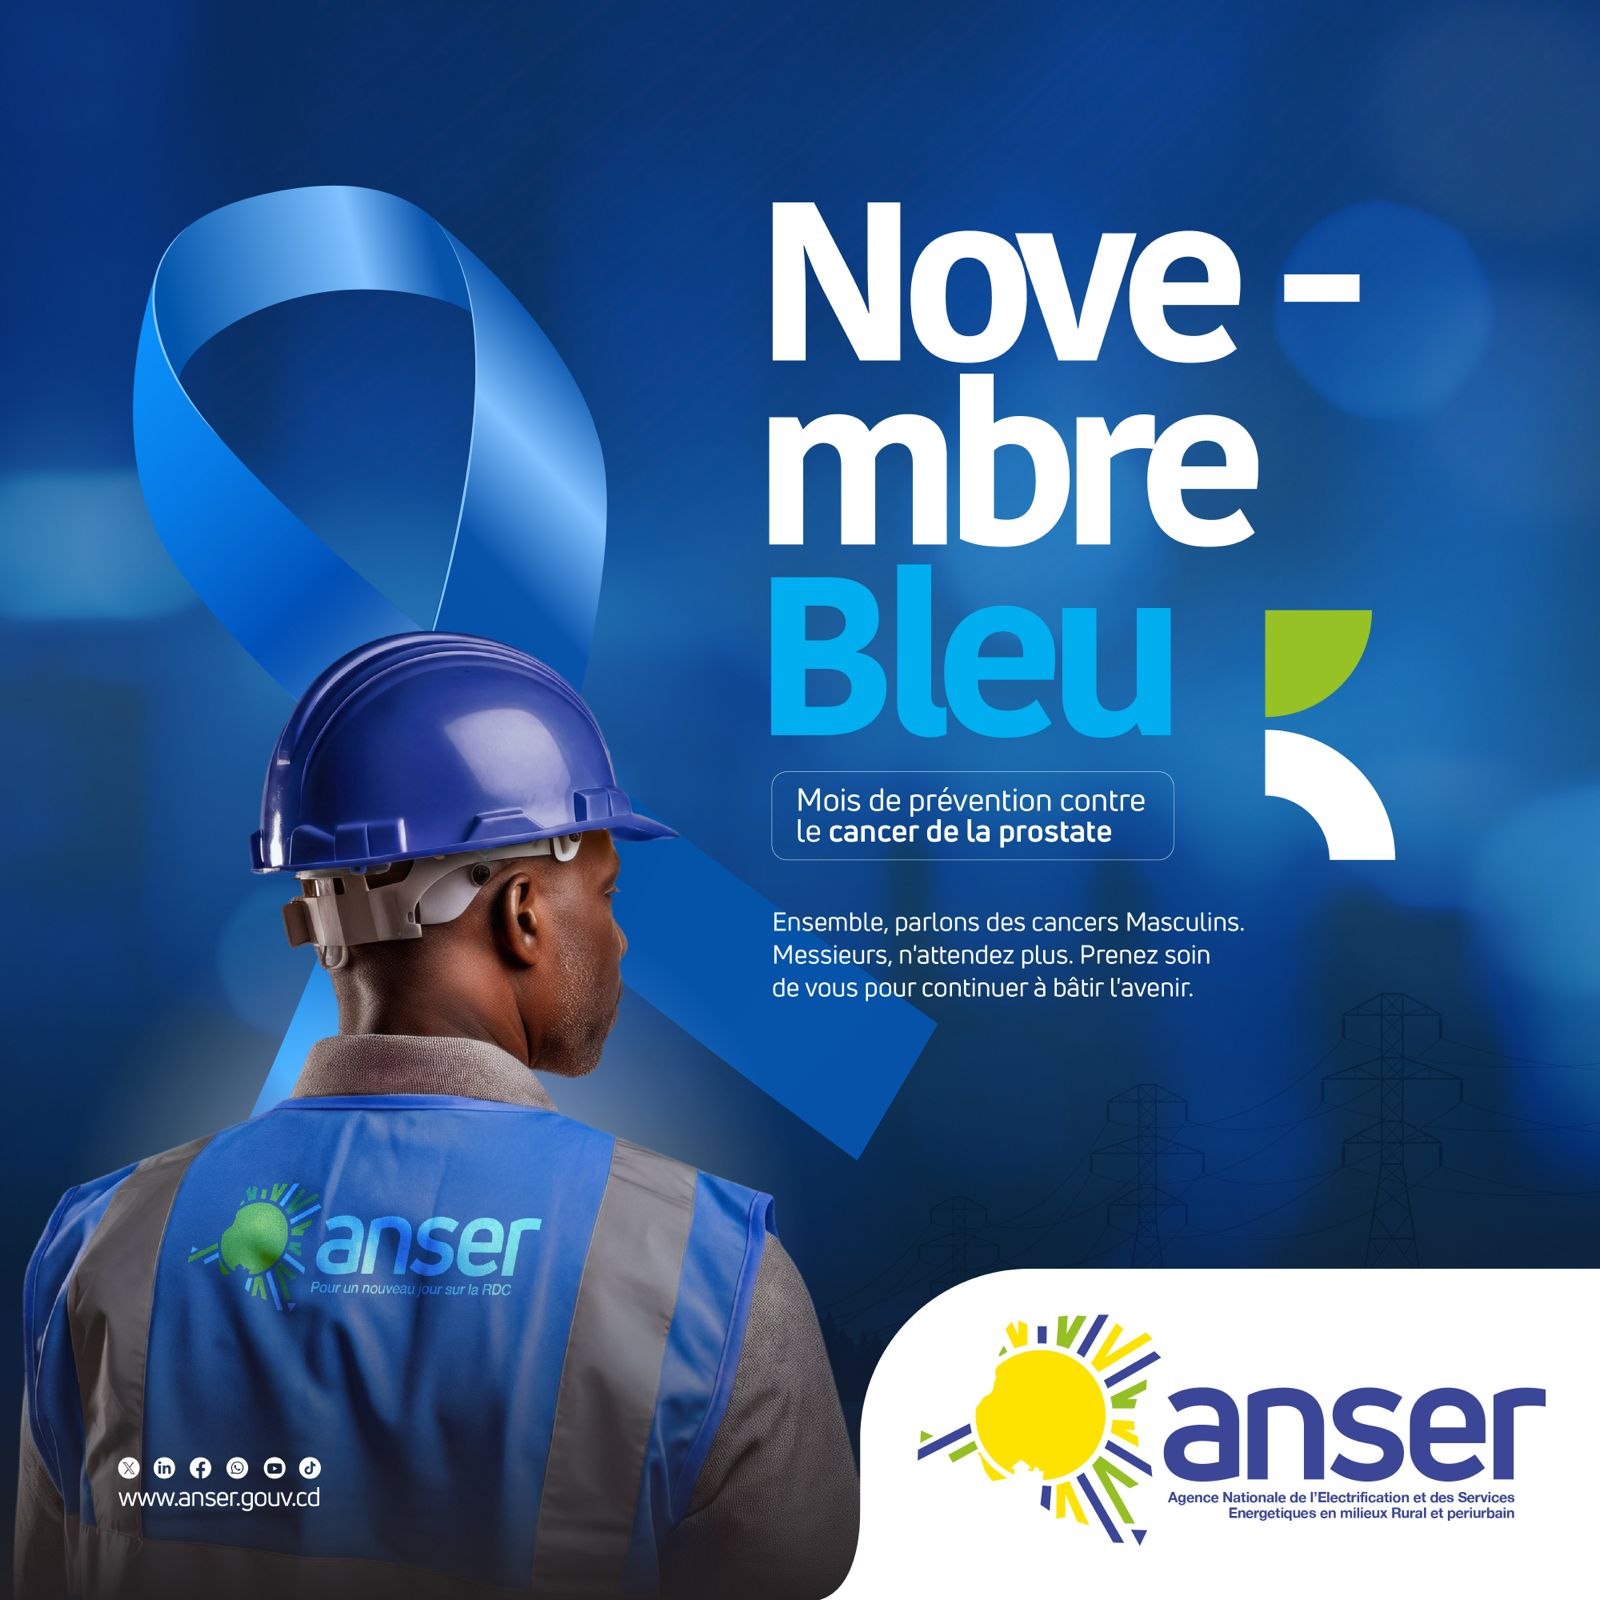 Nove -
mbre
Bleu
Mois de prévention contre
le cancer de la prostate
Ensemble, parlons des cancers Masculins.
Messieurs, n'attendez plus. Prenez soin
de vous pour continuer à bâtir l'avenir.
anser
Pour un nouveau jour sur la RDC
www.anser.gouv.cd
anser
Agence Nationale de l'Electrification et des Services
Energetiques en milieux Rural et periurbain